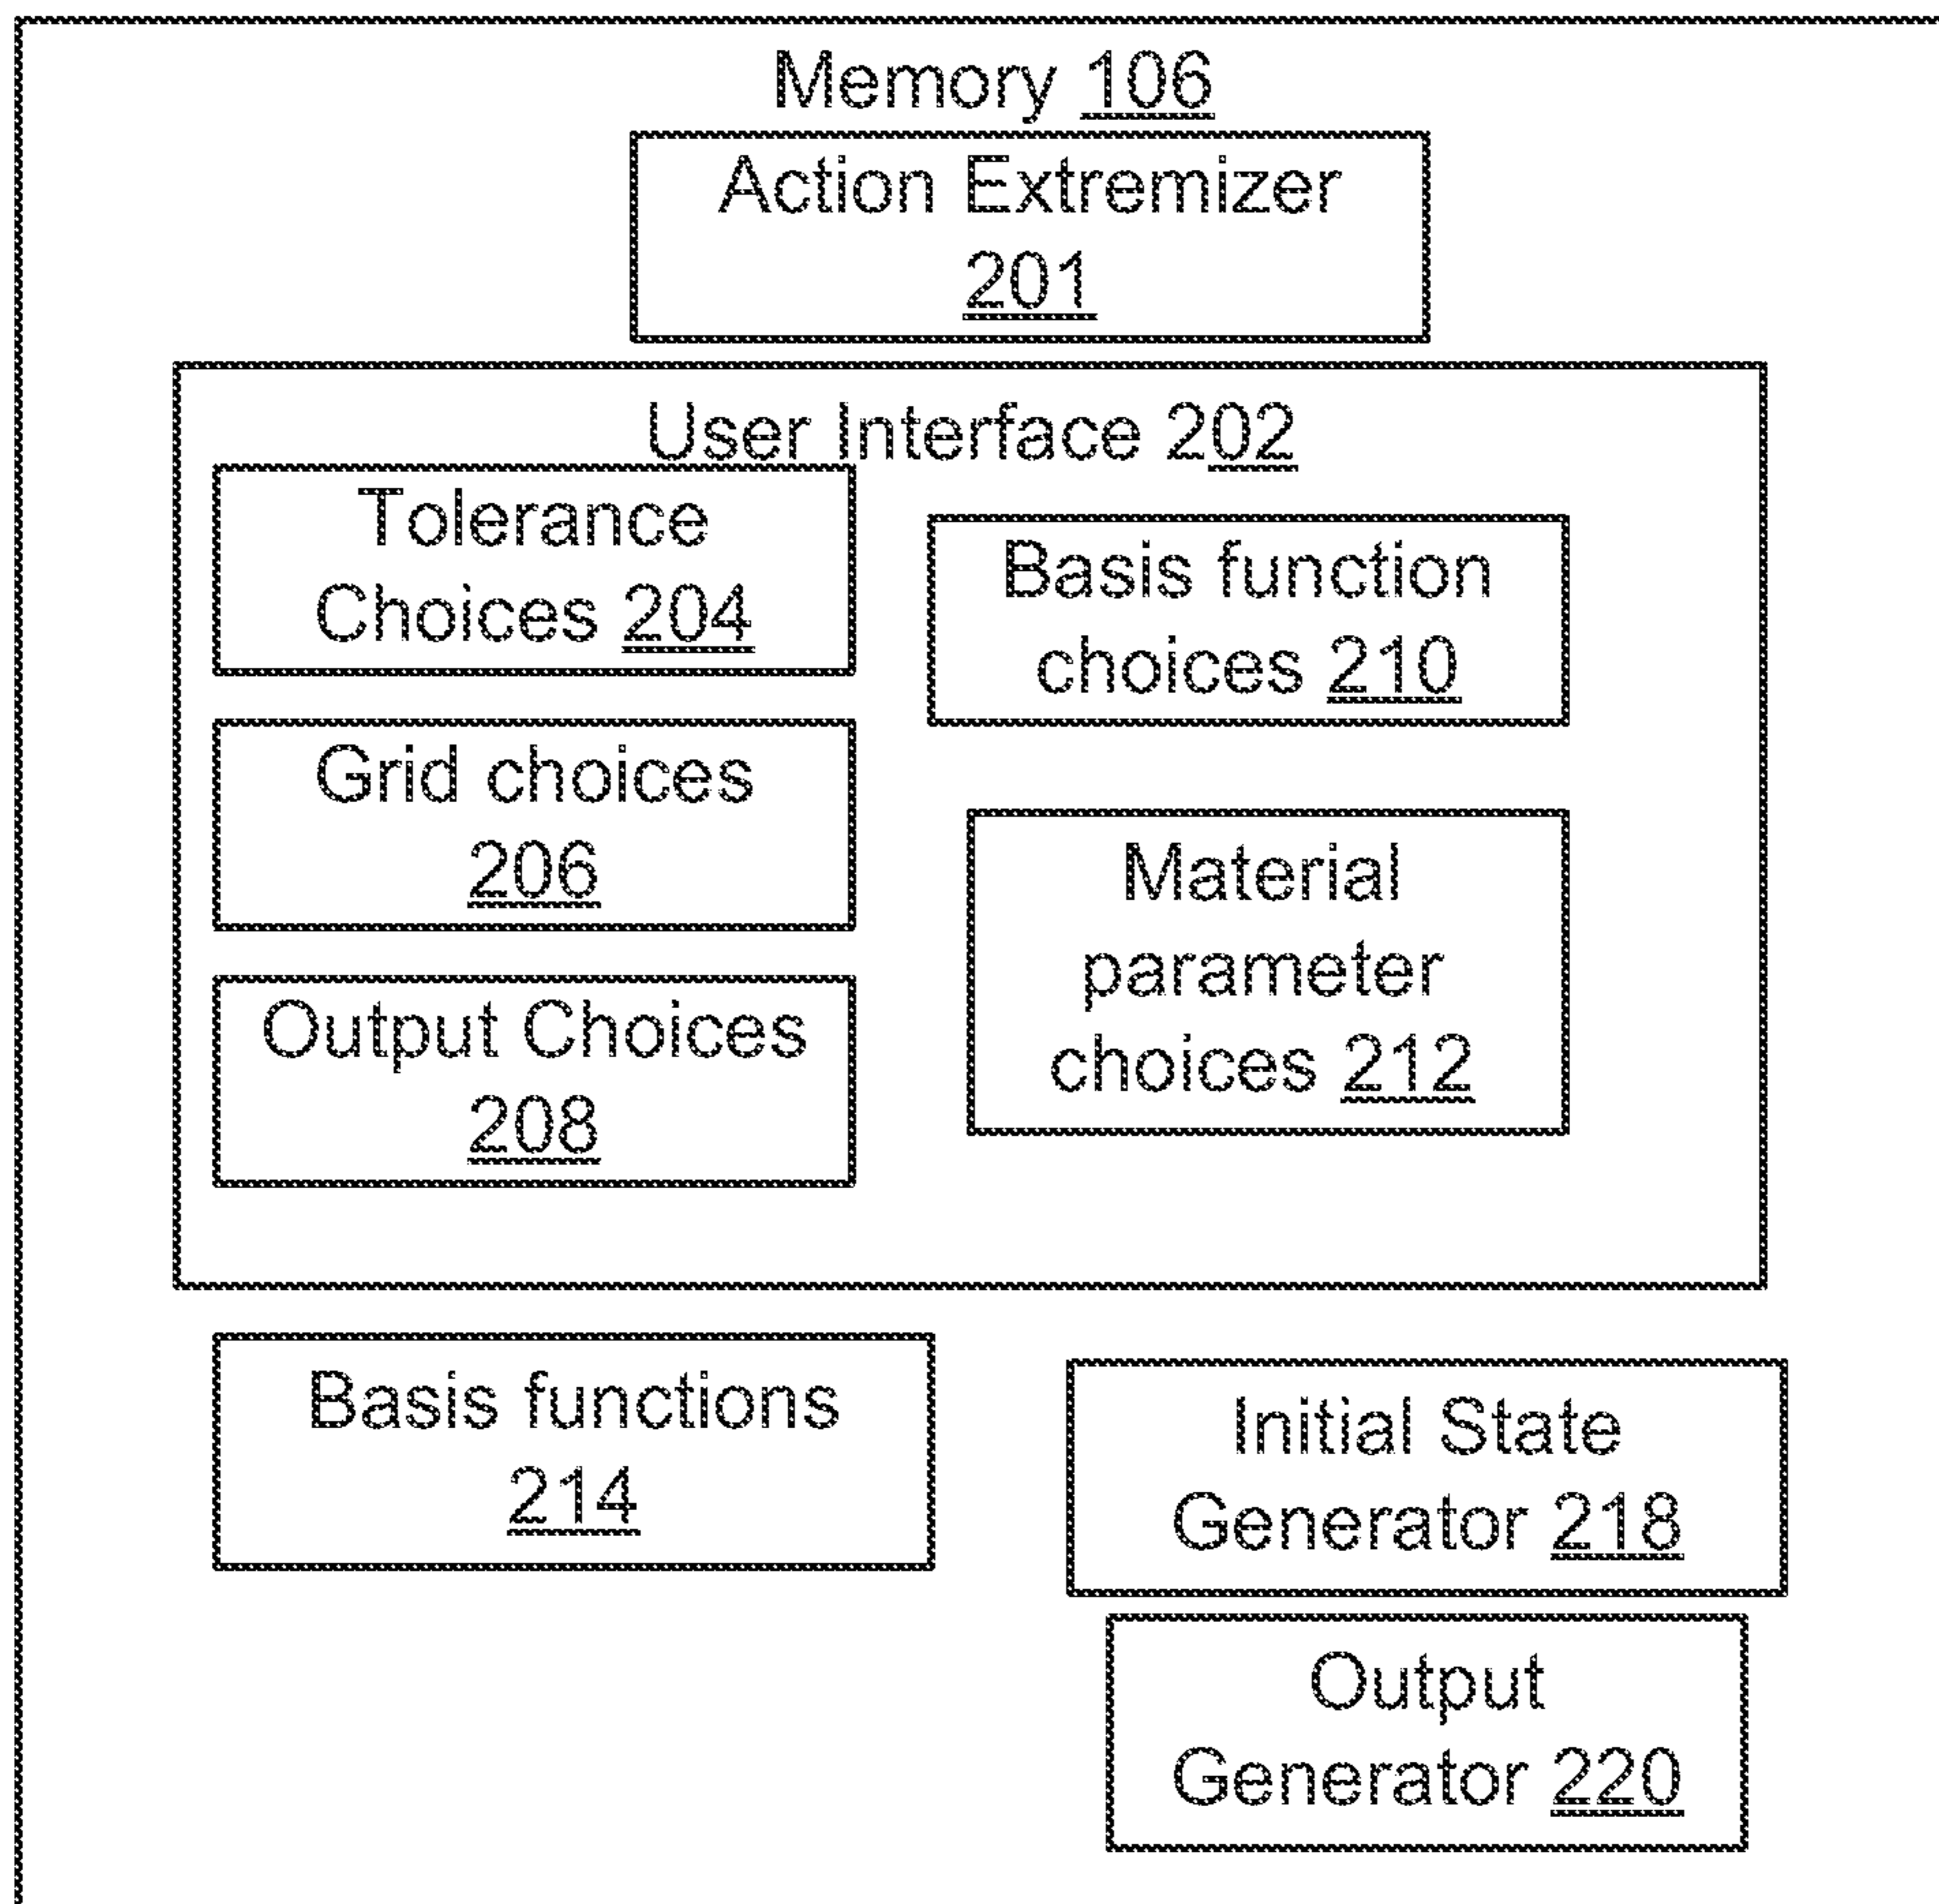 Memory 106
Action Extremizer
201
User Interface 202
Tolerance
Choices 204
Basis function
choices 210
Grid choices
206
Material
parameter
choices 212
Output Choices
208
Basis functions
214
Initial State
Generator 218
Output
Generator 220